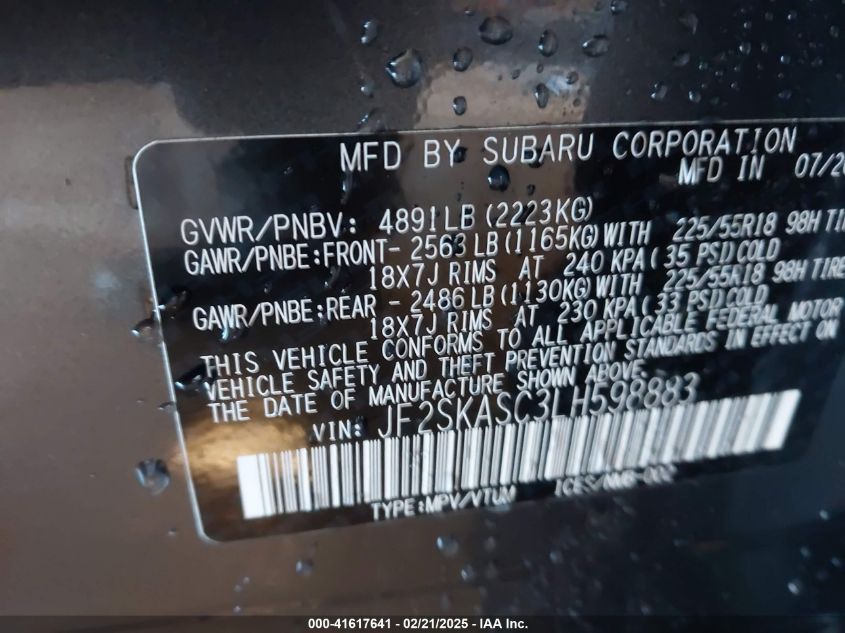 MFD BY SUBARU CORPORATION
MFD IN 07/20
GVWR/PNBV: 4891LB (2223KG)
GAWR/PNBE:FRONT- 2563 LB (1165KG) WITH 225/55R18 98H TIRE
18X7J RIMS AT 240 KPA (35 PSI) COLD
GAWR/PNBE:REAR - 2486 LB (1130KG) WITH 225/55R18 98H TIRE
18X7J RIMS AT 230 KPA (33 PSI) COLD
THIS VEHICLE CONFORMS TO ALL APPLICABLE FEDERAL MOTOR
VEHICLE SAFETY AND THEFT PREVENTION STANDARDS IN EFFECT ON
THE DATE OF MANUFACTURE SHOWN ABOVE.
VIN: JF2SKASC3LH598883
TYPE:MPV/VTUM
000-41617641 - 02/21/2025 - IAA Inc.